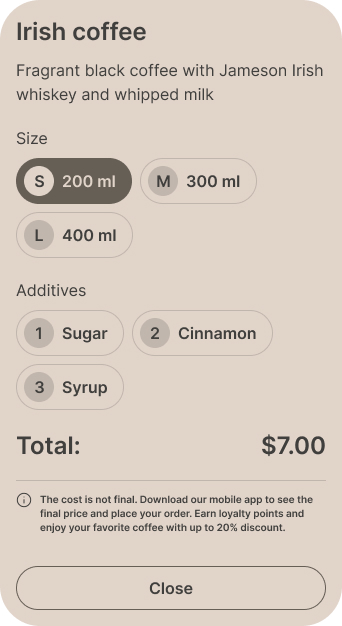 Irish coffee
Fragrant black coffee with Jameson Irish
whiskey and whipped milk
Size
S 200 ml M 300 ml
L 400 ml
Additives
1 Sugar 2 Cinnamon
3 Syrup
Total: $7.00
The cost is not final. Download our mobile app to see the
final price and place your order. Earn loyalty points and
enjoy your favorite coffee with up to 20% discount.
Close